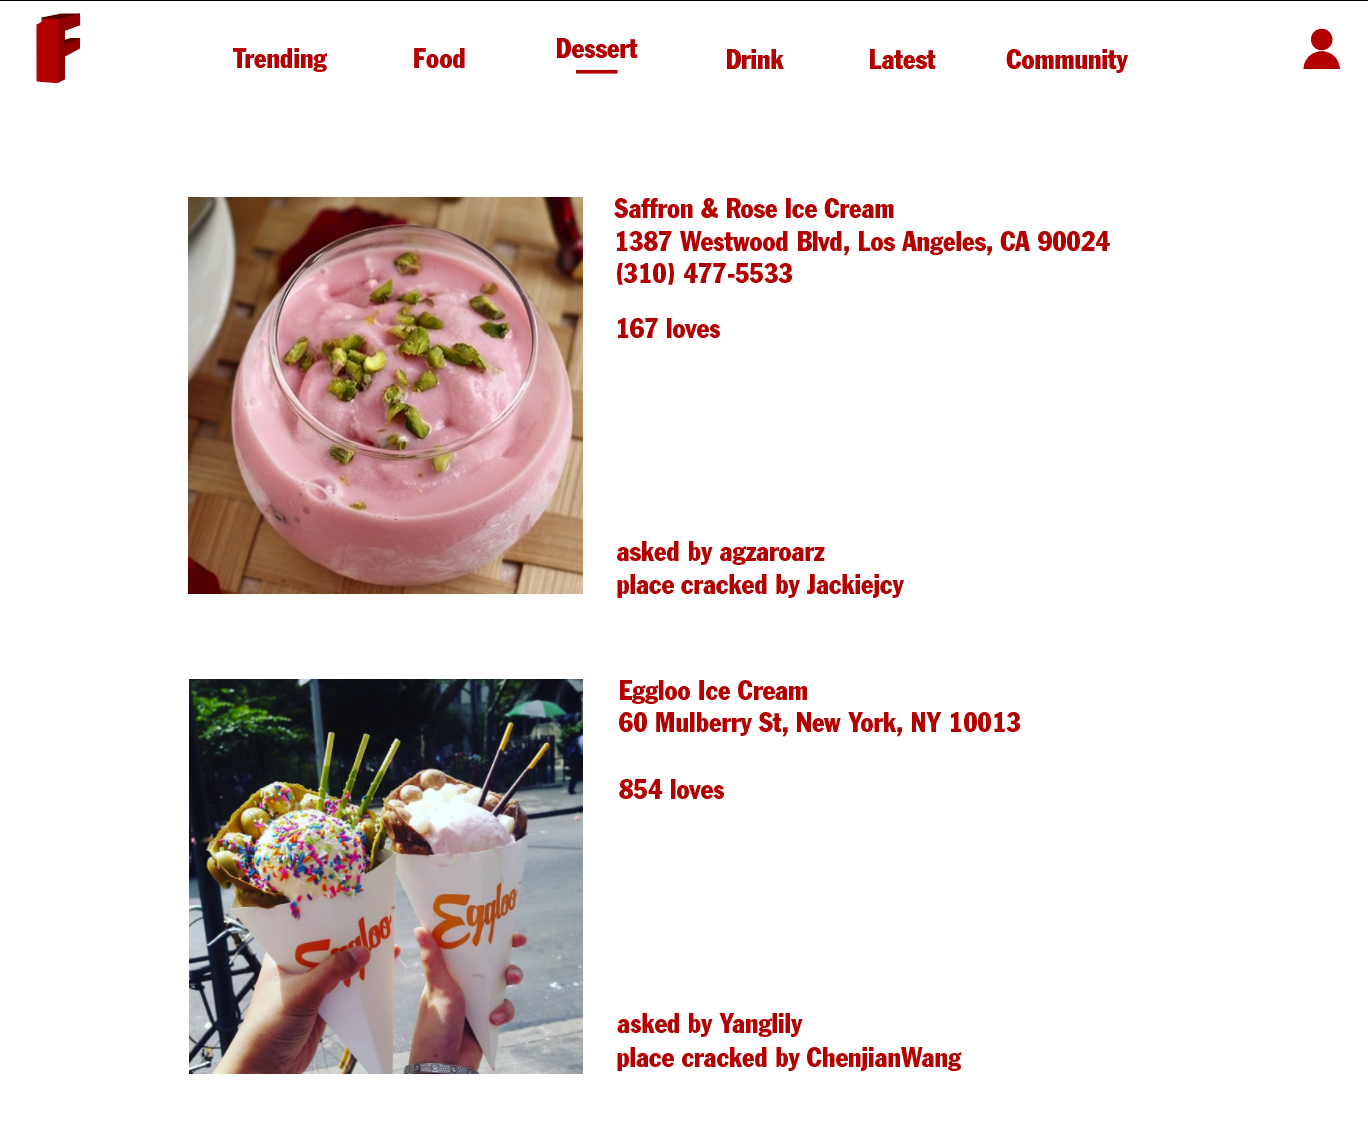 F
Trending Food Dessert Drink Latest Community
Saffron & Rose Ice Cream
1387 Westwood Blvd, Los Angeles, CA 90024
(310) 477-5533
167 loves
asked by agzaroarz
place cracked by Jackiejcy
Eggloo Ice Cream
60 Mulberry St, New York, NY 10013
854 loves
Eggloo
Eggloo
asked by Yanglily
place cracked by ChenjianWang